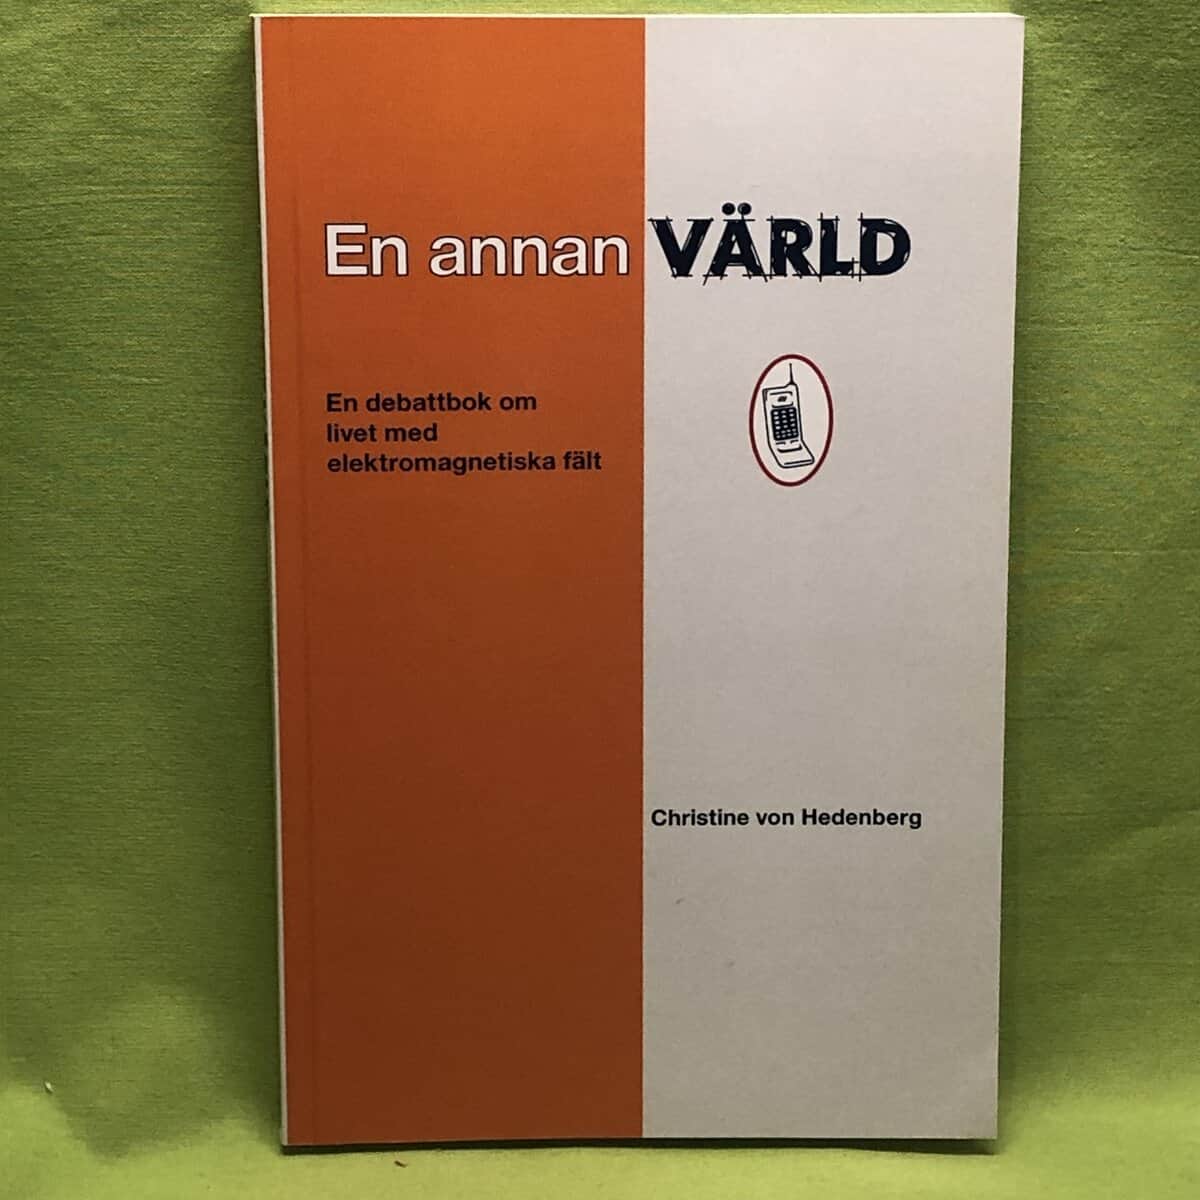 En annan VÄRLD
En debattbok om
livet med
elektromagnetiska fält
Christine von Hedenberg